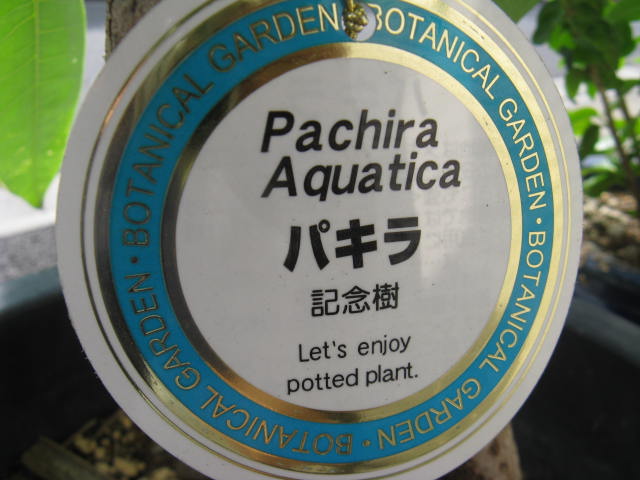 BOTANICAL GARDEN · BOTANICAL GARDEN · BOTANICAL GARDEN · BOTANICAL GARDEN
Pachira
Aquatica
パキラ
記念樹
Let's enjoy
potted plant.